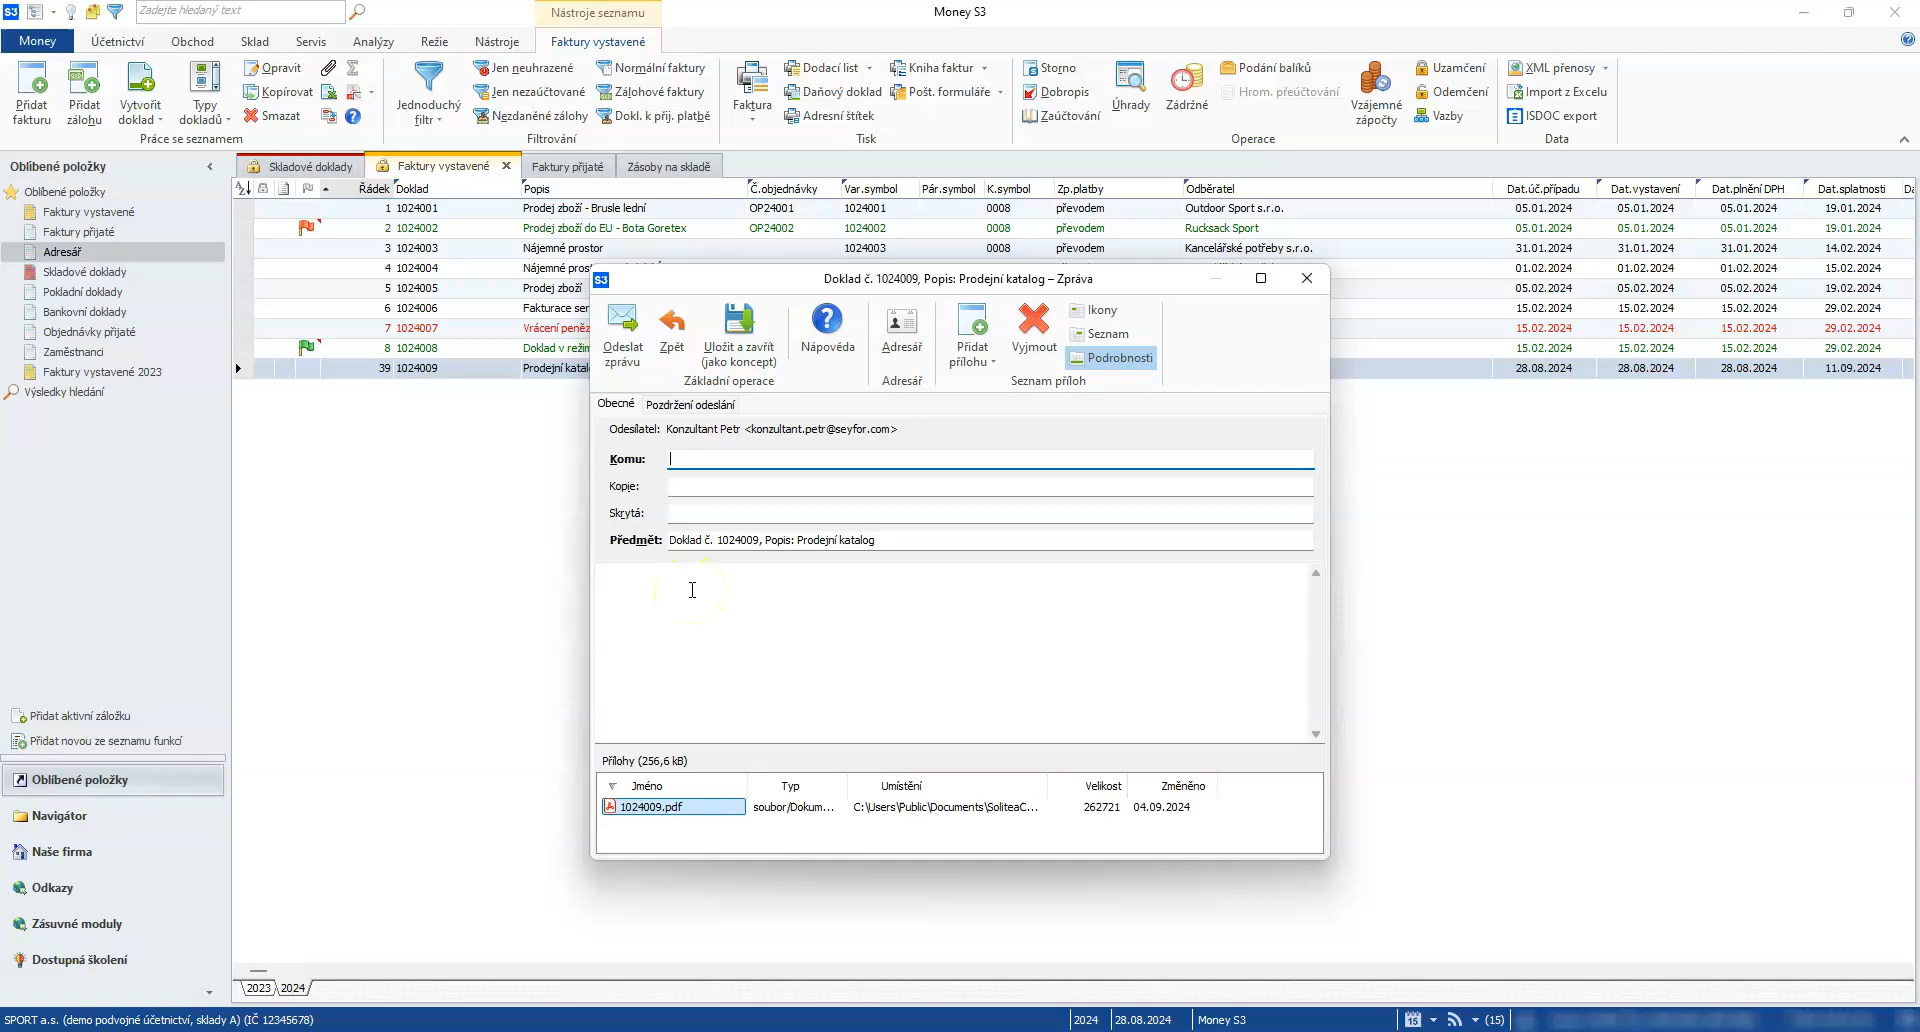 S3 Zadejte hledaný text Nástroje seznamu Money S3
Money Účetnictví Obchod Sklad Servis Analýzy Režie Nástroje Faktury vystavené
Přidat fakturu
Přidat zálohu
Vytvořit doklad
Typy dokladů
Opravit
Kopírovat
Smazat
Práce se seznamem
Jednoduchý filtr
Jen neuhrazené
Jen nezaúčtované
Nezdaněné zálohy
Normální faktury
Zálohové faktury
Dokl. k přij. platbě
Filtrování
Faktura
Dodací list
Daňový doklad
Adresní štítek
Kniha faktur
Pošt. formuláře
Tisk
Storno
Dobropis
Zaúčtování
Úhrady
Zádržné
Podání balíků
Hrom. přeúčtování
Vzájemné zápočty
Uzamčení
Odemčení
Vazby
Operace
XML přenosy
Import z Excelu
ISDOC export
Data
Oblíbené položky
Oblíbené položky
Faktury vystavené
Faktury přijaté
Adresář
Skladové doklady
Pokladní doklady
Bankovní doklady
Objednávky přijaté
Zaměstnanci
Faktury vystavené 2023
Výsledky hledání
Přidat aktivní záložku
Přidat novou ze seznamu funkcí
Oblíbené položky
Navigátor
Naše firma
Odkazy
Zásuvné moduly
Dostupná školení
Skladové doklady Faktury vystavené Faktury přijaté Zásoby na skladě
Řádek Doklad Popis Č.objednávky Var.symbol Pár.symbol K.symbol Zp.platby Odběratel Dat.úč.případu Dat.vystavení Dat.plnění DPH Dat.splatnosti Da
1 1024001 Prodej zboží - Brusle lední OP24001 1024001 0008 převodem Outdoor Sport s.r.o. 05.01.2024 05.01.2024 05.01.2024 19.01.2024
2 1024002 Prodej zboží do EU - Bota Goretex OP24002 1024002 0008 převodem Rucksack Sport 05.01.2024 05.01.2024 05.01.2024 19.01.2024
3 1024003 Nájemné prostor 1024003 0008 převodem Kancelářské potřeby s.r.o. 31.01.2024 31.01.2024 31.01.2024 14.02.2024
4 1024004 Nájemné 01.02.2024 01.02.2024 01.02.2024 15.02.2024
5 1024005 Prodej zboží 05.02.2024 05.02.2024 05.02.2024 19.02.2024
6 1024006 Fakturace ser 15.02.2024 15.02.2024 15.02.2024 29.02.2024
7 1024007 Vrácení peněz 15.02.2024 15.02.2024 15.02.2024 29.02.2024
8 1024008 Doklad v reži 15.02.2024 15.02.2024 15.02.2024 29.02.2024
39 1024009 Prodejní katal 28.08.2024 28.08.2024 28.08.2024 11.09.2024
S3 Doklad č. 1024009, Popis: Prodejní katalog – Zpráva
Odeslat zprávu
Zpět
Uložit a zavřít (jako koncept)
Nápověda
Základní operace
Adresář
Adresář
Přidat přílohu
Vyjmout
Ikony
Seznam
Podrobnosti
Seznam příloh
Obecné Pozdržení odeslání
Odesílatel: Konzultant Petr <konzultant.petr@seyfor.com>
Komu:
Kopie:
Skrytá:
Předmět: Doklad č. 1024009, Popis: Prodejní katalog
Přílohy (256,6 kB)
Jméno Typ Umístění Velikost Změněno
1024009.pdf soubor/Dokum... C:\Users\Public\Documents\SoliteaC... 262721 04.09.2024
2023 2024
SPORT a.s. (demo podvojné účetnictví, sklady A) (IČ 12345678) 2024 28.08.2024 Money S3 15 (15)